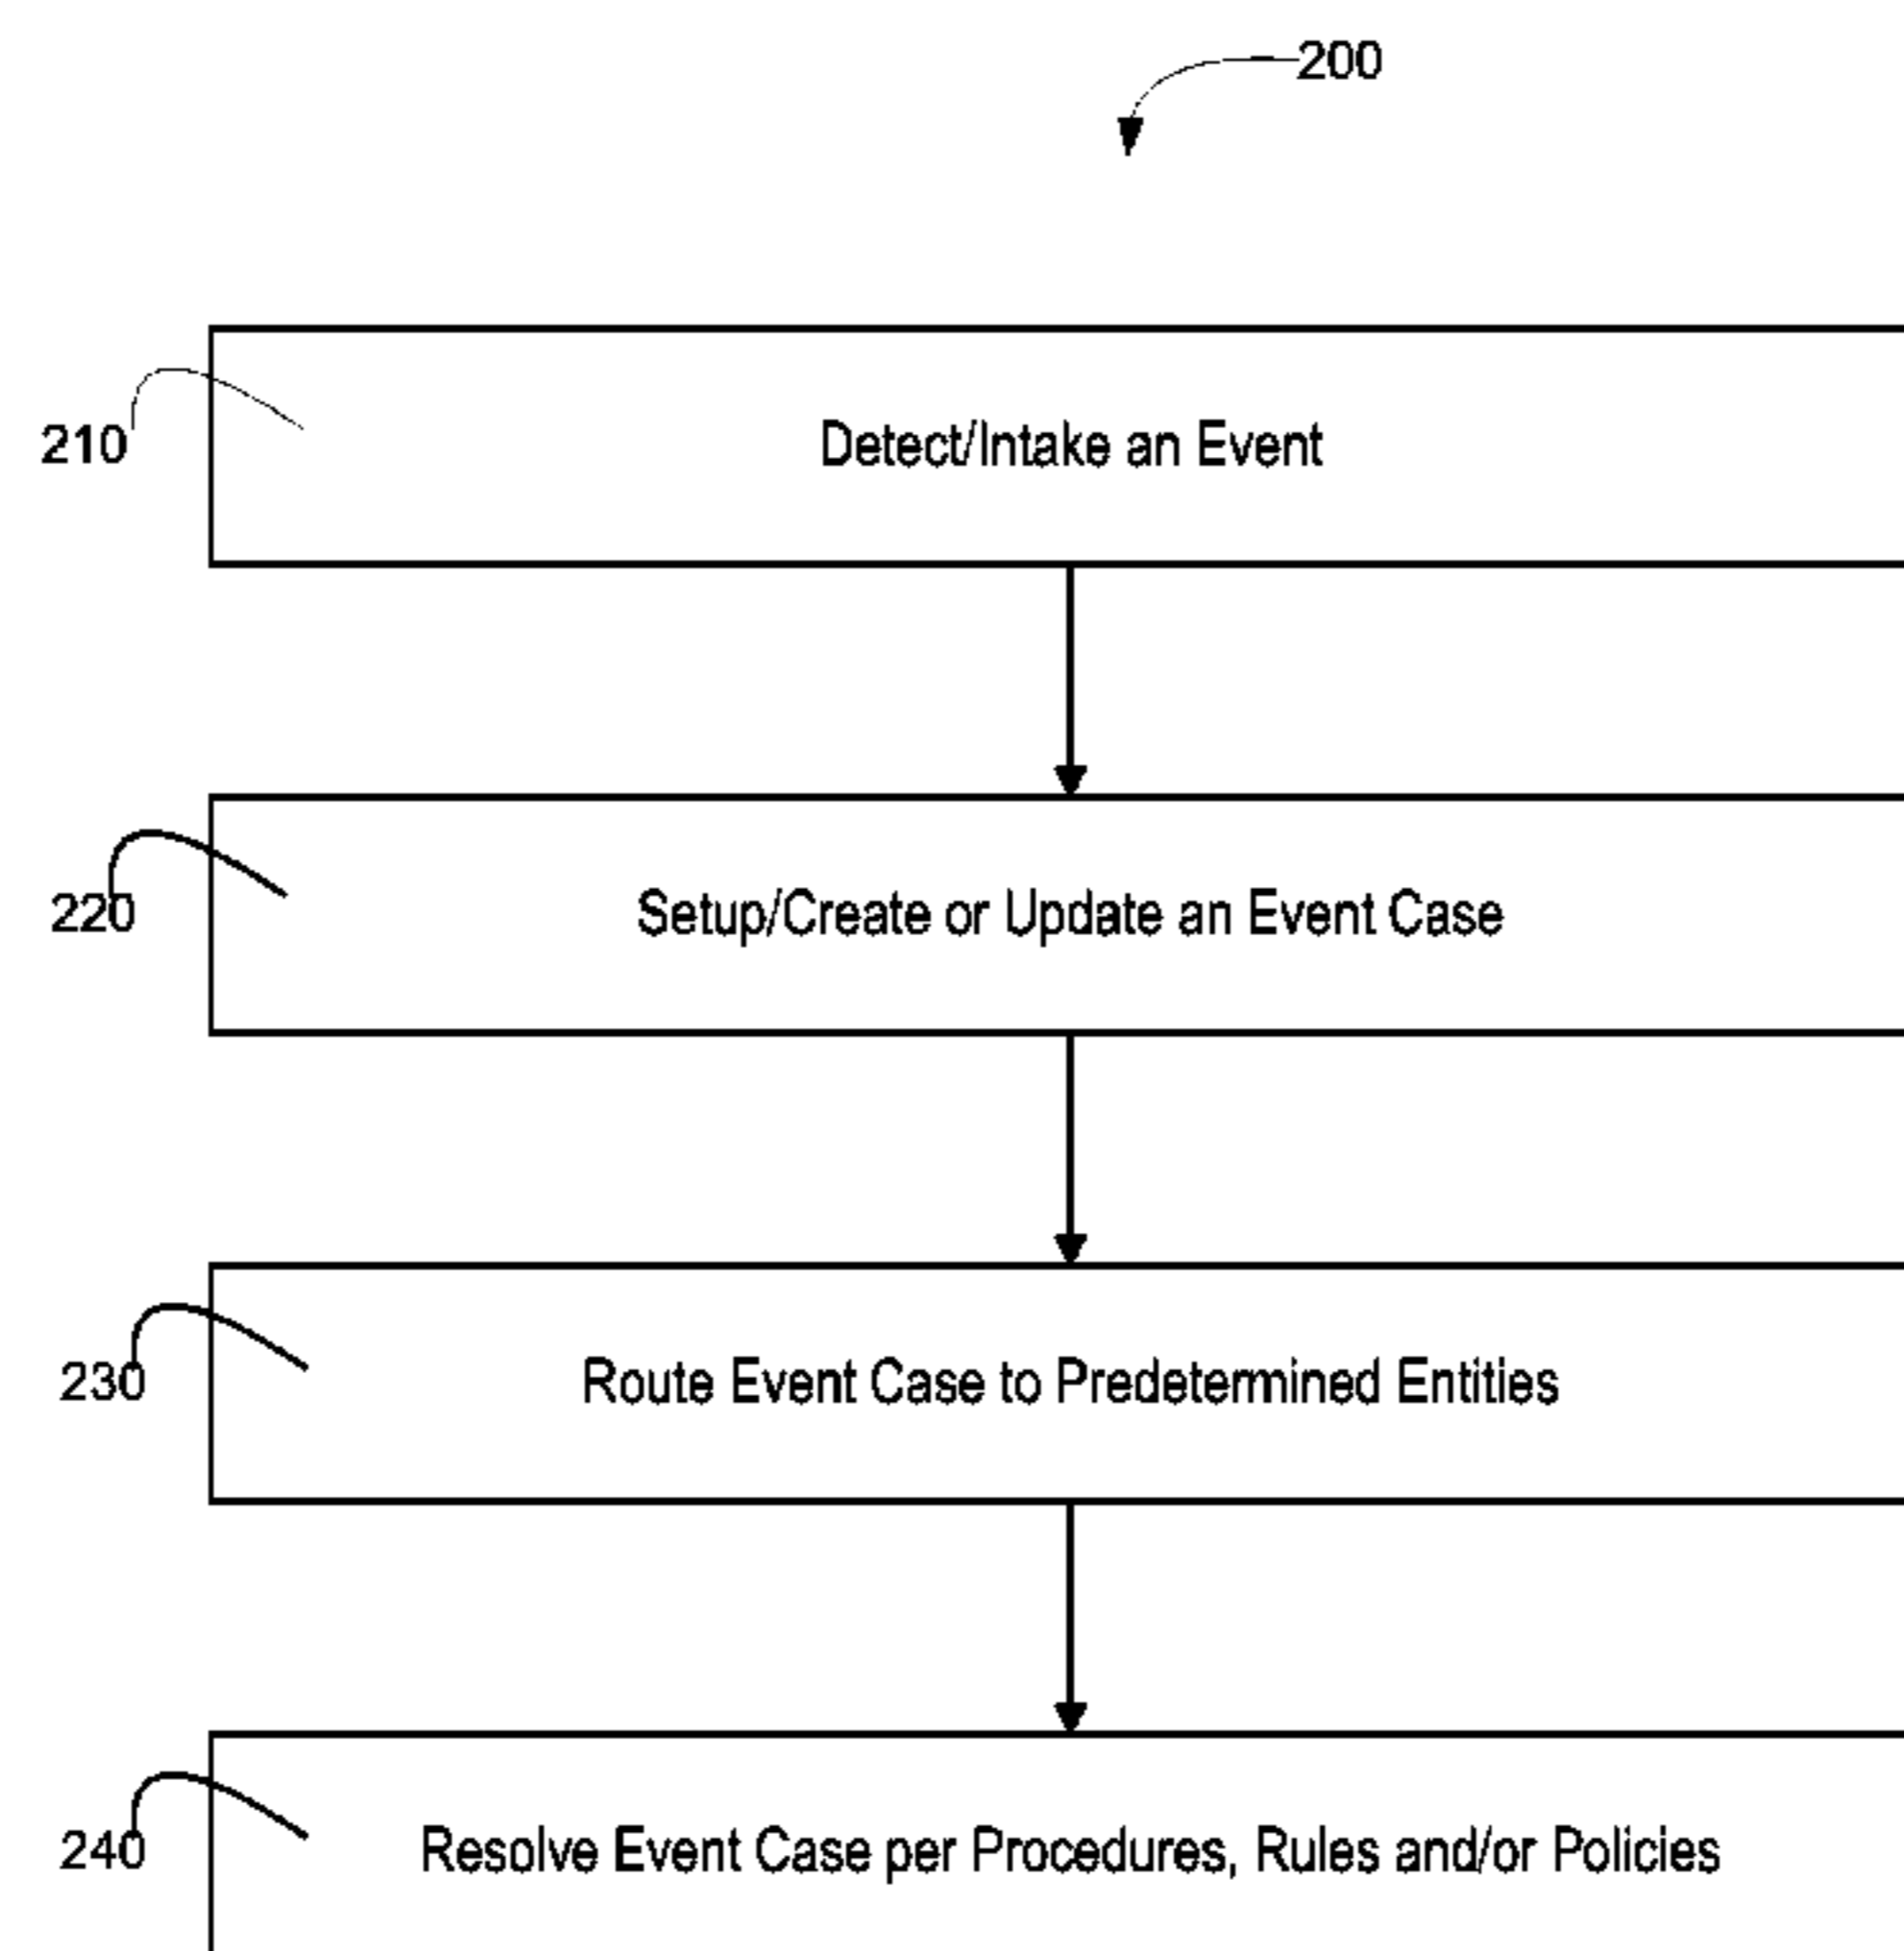 200
210
Detect/Intake an Event
220
Setup/Create or Update an Event Case
230
Route Event Case to Predetermined Entities
240
Resolve Event Case per Procedures, Rules and/or Policies